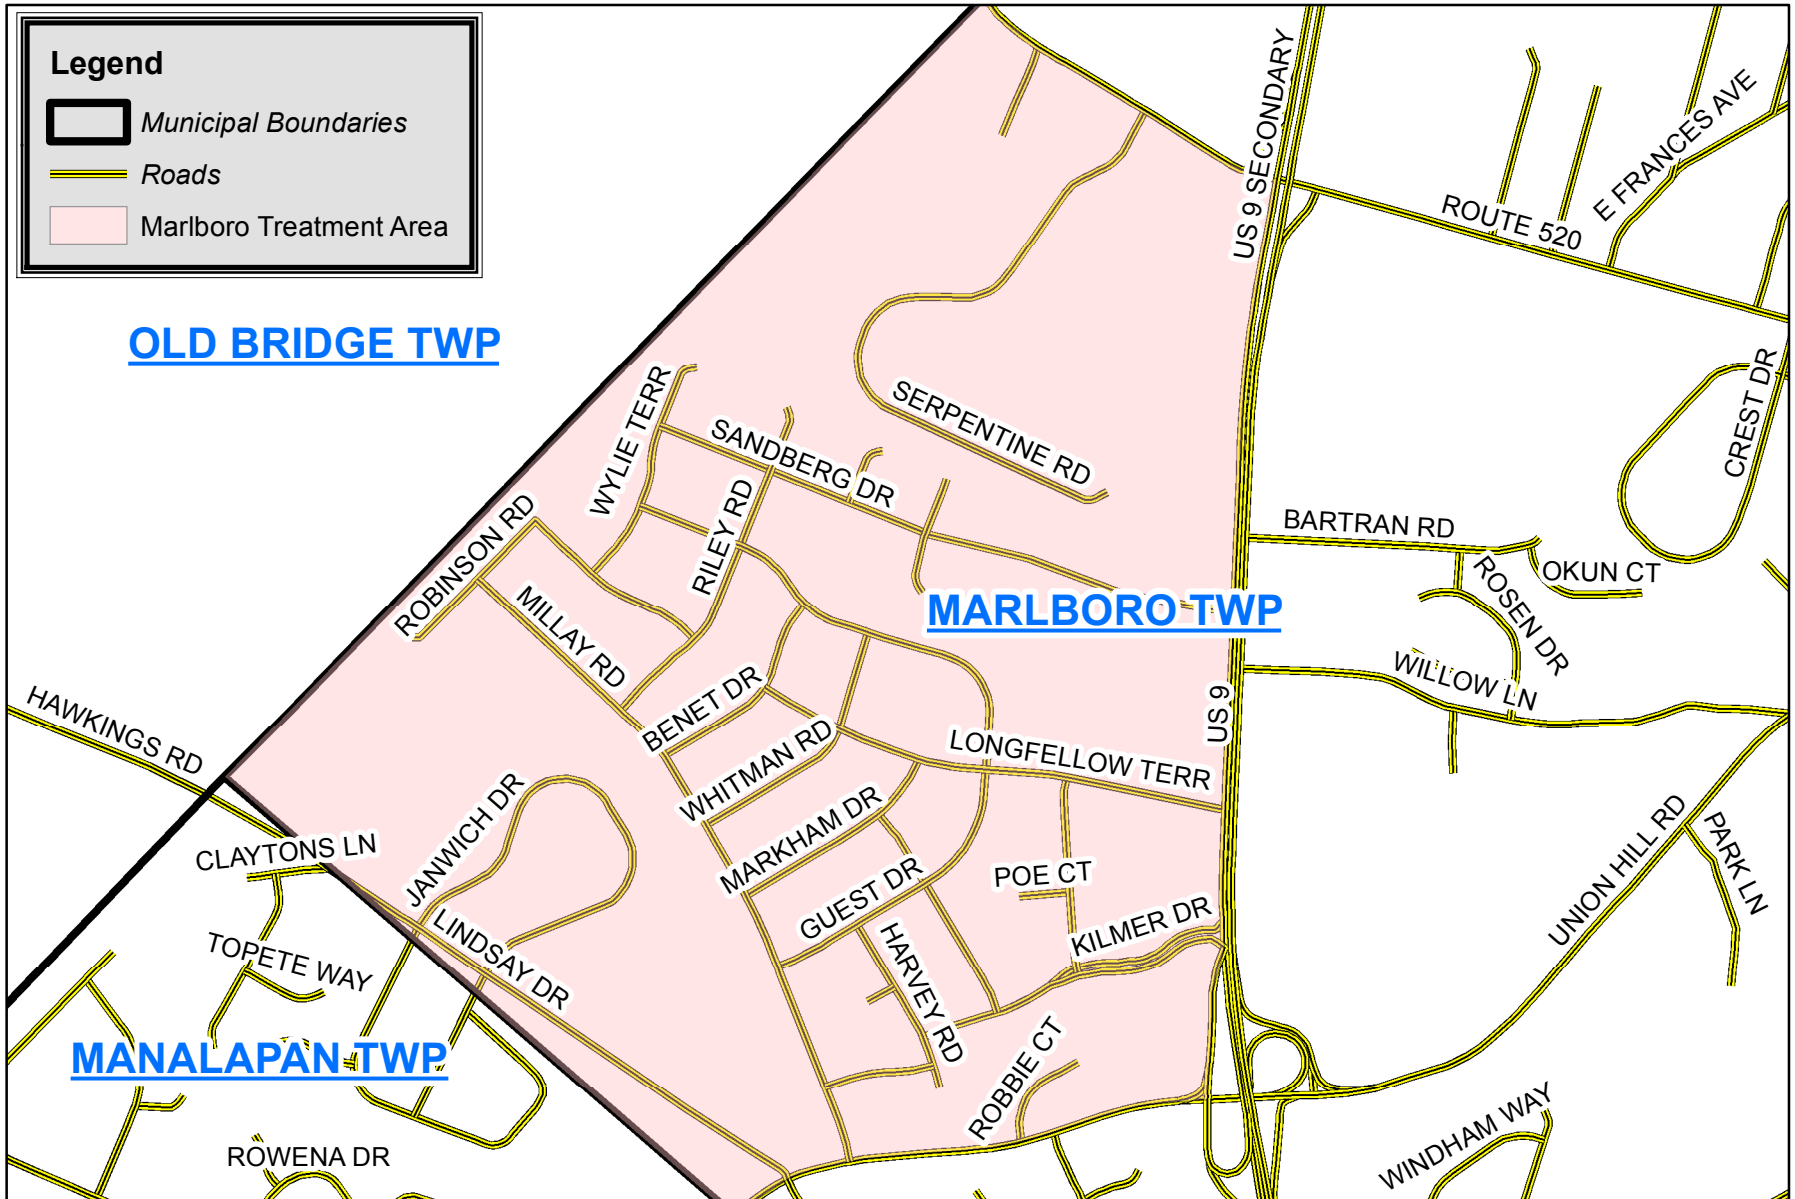 Legend
Municipal Boundaries
Roads
Marlboro Treatment Area
OLD BRIDGE TWP
MARLBORO TWP
MANALAPAN TWP
US 9 SECONDARY
E FRANCES AVE
ROUTE 520
CREST DR
SERPENTINE RD
WYLIE TERR
SANDBERG DR
RILEY RD
ROBINSON RD
MILLAY RD
BARTRAN RD
OKUN CT
ROSEN DR
WILLOW LN
US 9
BENET DR
WHITMAN RD
LONGFELLOW TERR
HAWKINGS RD
JANWICH DR
MARKHAM DR
CLAYTONS LN
GUEST DR
POE CT
KILMER DR
UNION HILL RD
PARK LN
LINDSAY DR
TOPETE WAY
HARVEY RD
ROBBIE CT
WINDHAM WAY
ROWENA DR